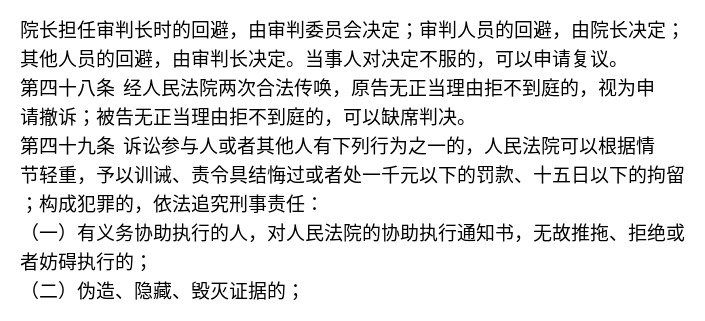 院长担任审判长时的回避，由审判委员会决定；审判人员的回避，由院长决定；
其他人员的回避，由审判长决定。当事人对决定不服的，可以申请复议。
第四十八条 经人民法院两次合法传唤，原告无正当理由拒不到庭的，视为申
请撤诉；被告无正当理由拒不到庭的，可以缺席判决。
第四十九条 诉讼参与人或者其他人有下列行为之一的，人民法院可以根据情
节轻重，予以训诫、责令具结悔过或者处一千元以下的罚款、十五日以下的拘留
；构成犯罪的，依法追究刑事责任：
（一）有义务协助执行的人，对人民法院的协助执行通知书，无故推拖、拒绝或
者妨碍执行的；
（二）伪造、隐藏、毁灭证据的；